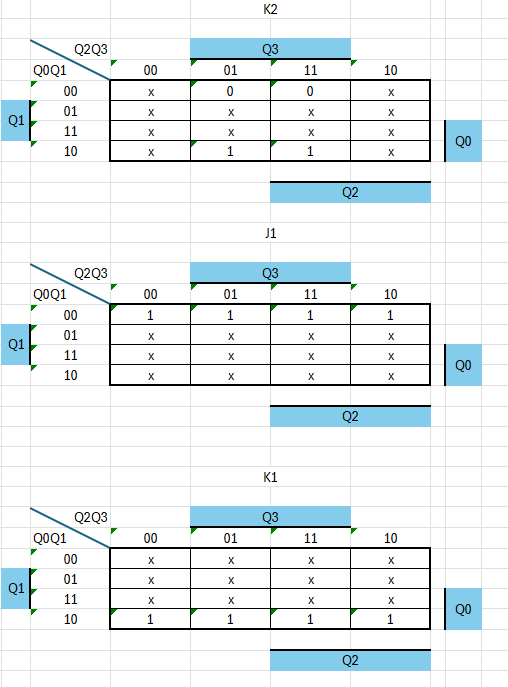 K2
Q2Q3 Q3
Q0Q1 00 01 11 10
00 x 0 0 x
Q1 01 x x x x
11 x x x x Q0
10 x 1 1 x
Q2
J1
Q2Q3 Q3
Q0Q1 00 01 11 10
00 1 1 1 1
Q1 01 x x x x
11 x x x x Q0
10 x x x x
Q2
K1
Q2Q3 Q3
Q0Q1 00 01 11 10
00 x x x x
Q1 01 x x x x
11 x x x x Q0
10 1 1 1 1
Q2